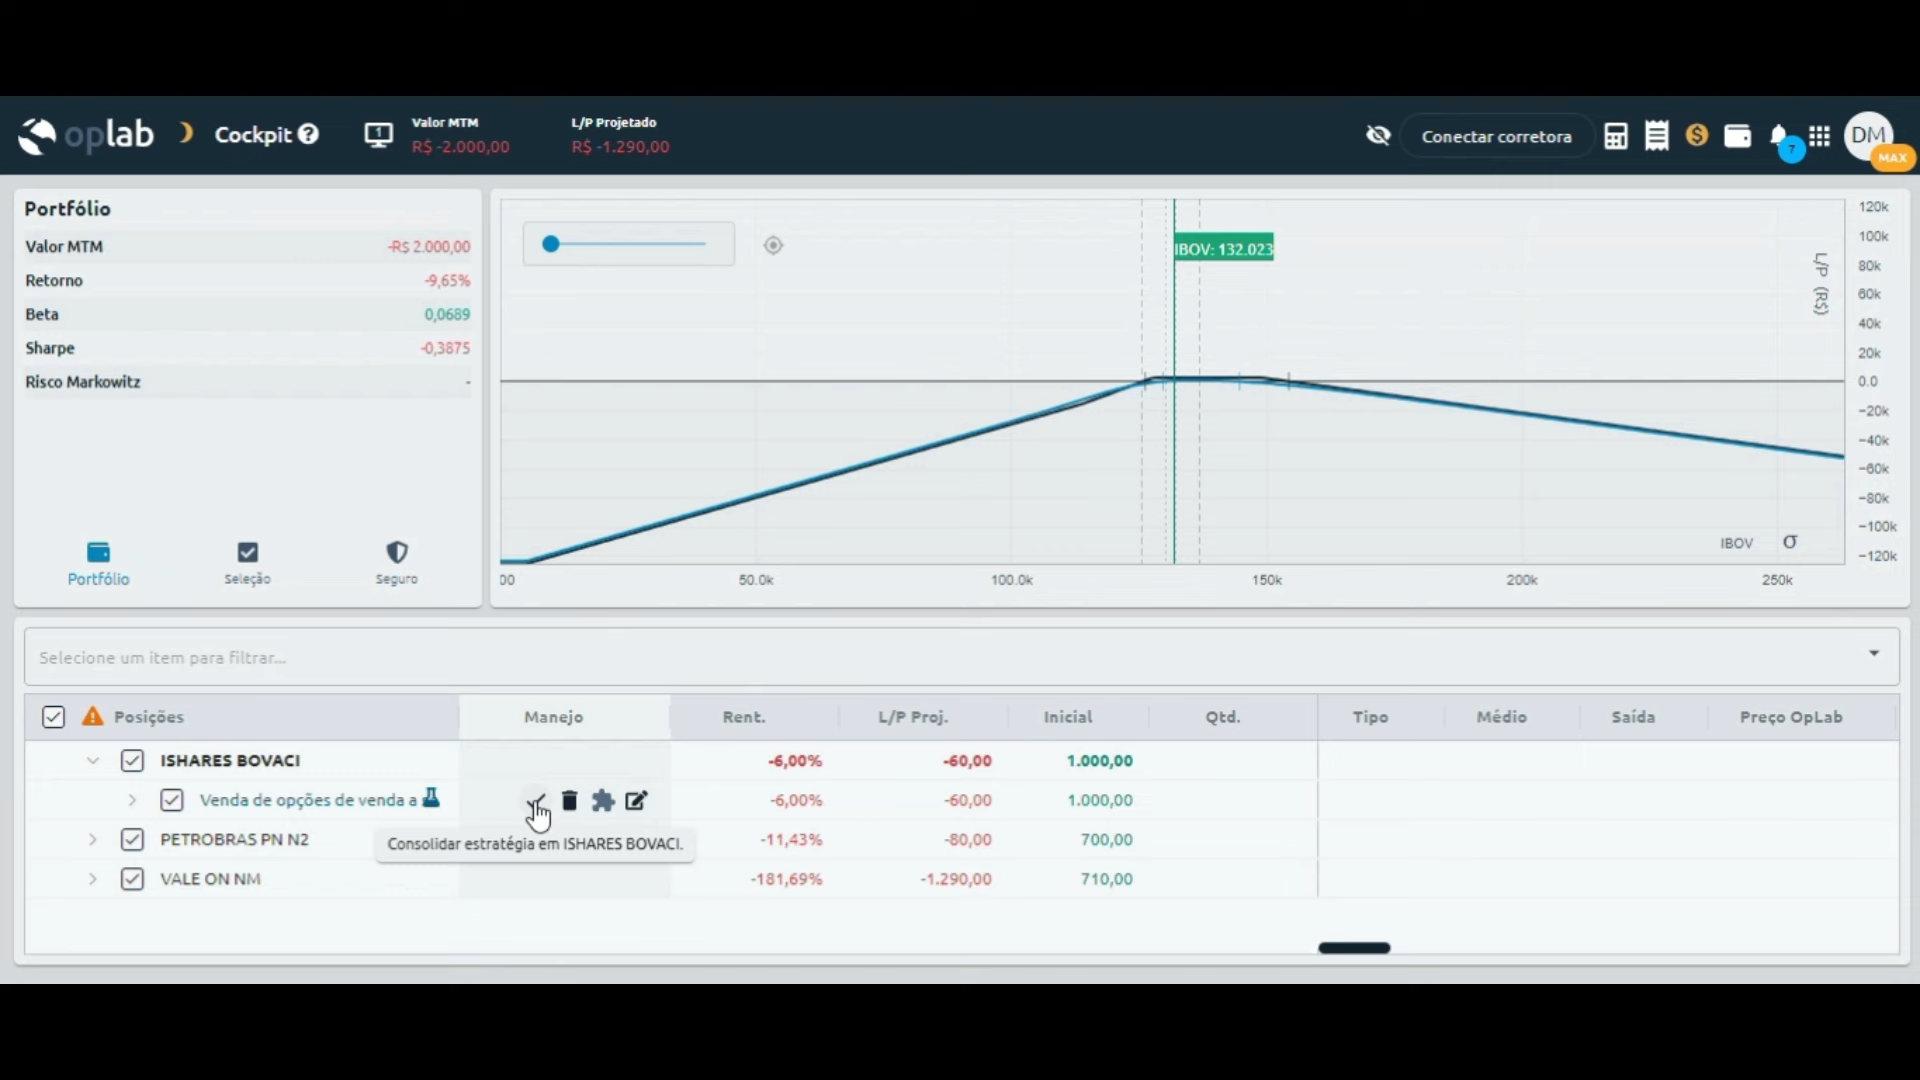 oplab
Cockpit ?
1
Valor MTM
R$ -2.000,00
L/P Projetado
R$ -1.290,00
Conectar corretora
$
7
DM
MAX
Portfólio
Valor MTM -R$ 2.000,00
Retorno -9,65%
Beta 0,0689
Sharpe -0,3875
Risco Markowitz -
Portfólio
Seleção
Seguro
IBOV: 132.023
L/P (R$)
120k
100k
80k
60k
40k
20k
0.0
−20k
−40k
−60k
−80k
−100k
−120k
IBOV σ
00 50.0k 100.0k 150k 200k 250k
Selecione um item para filtrar...
Posições Manejo Rent. L/P Proj. Inicial Qtd. Tipo Médio Saída Preço OpLab
ISHARES BOVACI -6,00% -60,00 1.000,00
Venda de opções de venda a -6,00% -60,00 1.000,00
PETROBRAS PN N2 -11,43% -80,00 700,00
Consolidar estratégia em ISHARES BOVACI.
VALE ON NM -181,69% -1.290,00 710,00